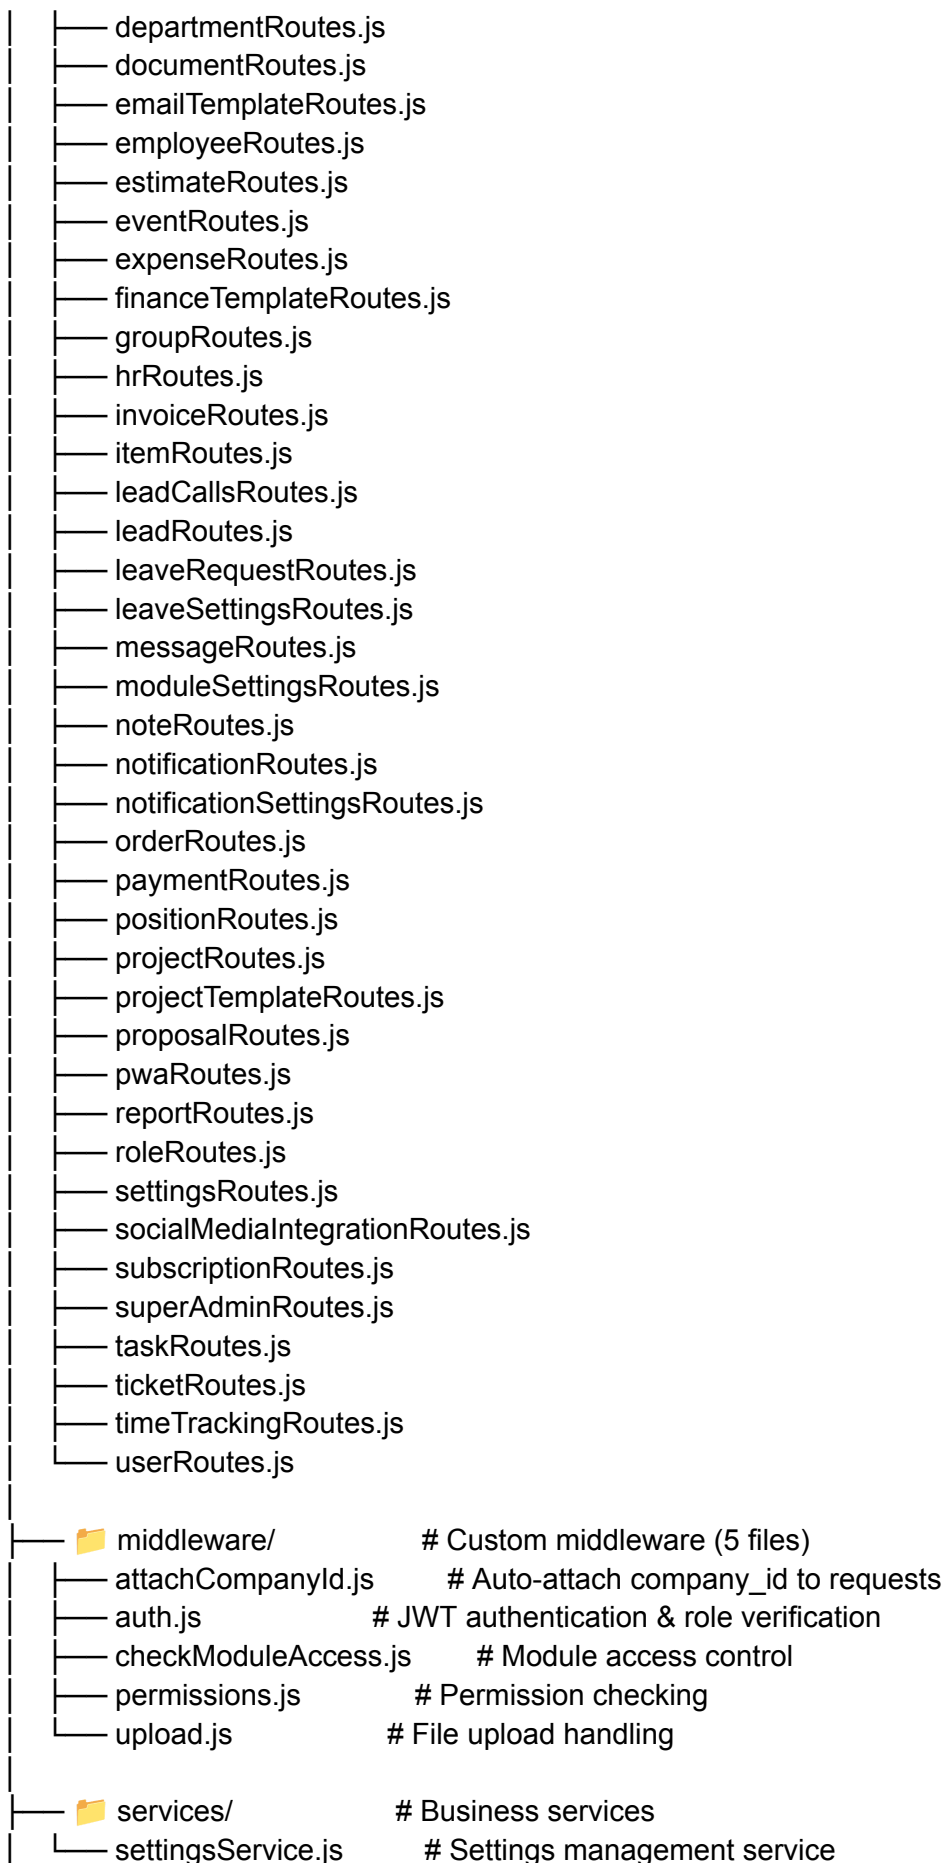 │   ├── departmentRoutes.js
│   ├── documentRoutes.js
│   ├── emailTemplateRoutes.js
│   ├── employeeRoutes.js
│   ├── estimateRoutes.js
│   ├── eventRoutes.js
│   ├── expenseRoutes.js
│   ├── financeTemplateRoutes.js
│   ├── groupRoutes.js
│   ├── hrRoutes.js
│   ├── invoiceRoutes.js
│   ├── itemRoutes.js
│   ├── leadCallsRoutes.js
│   ├── leadRoutes.js
│   ├── leaveRequestRoutes.js
│   ├── leaveSettingsRoutes.js
│   ├── messageRoutes.js
│   ├── moduleSettingsRoutes.js
│   ├── noteRoutes.js
│   ├── notificationRoutes.js
│   ├── notificationSettingsRoutes.js
│   ├── orderRoutes.js
│   ├── paymentRoutes.js
│   ├── positionRoutes.js
│   ├── projectRoutes.js
│   ├── projectTemplateRoutes.js
│   ├── proposalRoutes.js
│   ├── pwaRoutes.js
│   ├── reportRoutes.js
│   ├── roleRoutes.js
│   ├── settingsRoutes.js
│   ├── socialMediaIntegrationRoutes.js
│   ├── subscriptionRoutes.js
│   ├── superAdminRoutes.js
│   ├── taskRoutes.js
│   ├── ticketRoutes.js
│   ├── timeTrackingRoutes.js
│   └── userRoutes.js
│
├── 📁 middleware/ # Custom middleware (5 files)
│   ├── attachCompanyId.js # Auto-attach company_id to requests
│   ├── auth.js # JWT authentication & role verification
│   ├── checkModuleAccess.js # Module access control
│   ├── permissions.js # Permission checking
│   └── upload.js # File upload handling
│
├── 📁 services/ # Business services
│   └── settingsService.js # Settings management service